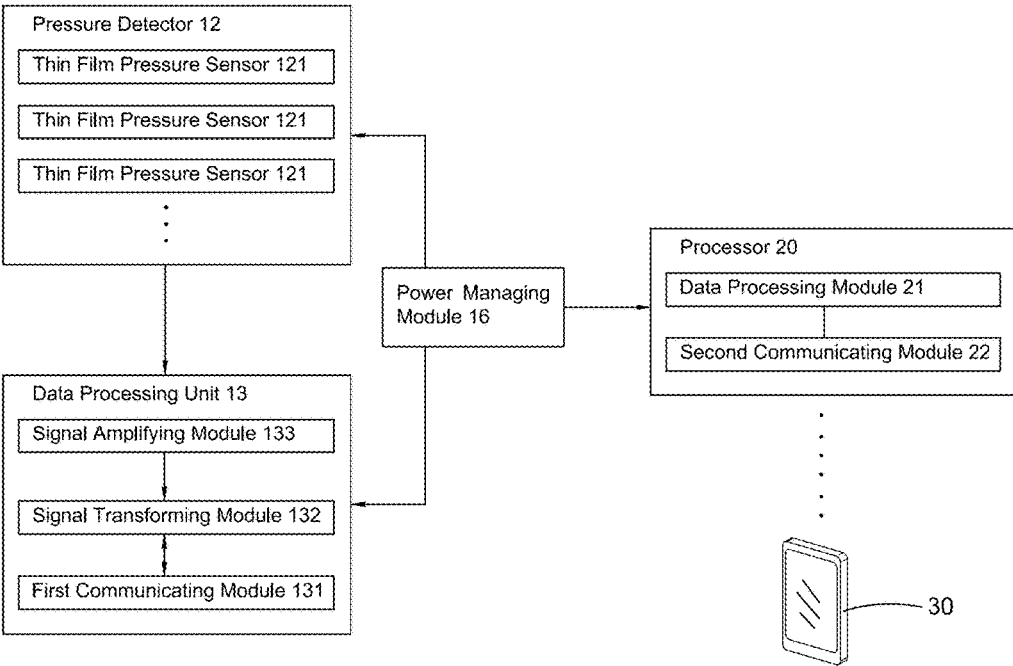 Pressure Detector 12
Thin Film Pressure Sensor 121
Thin Film Pressure Sensor 121
Thin Film Pressure Sensor 121
Power Managing
Module 16
Processor 20
Data Processing Module 21
Second Communicating Module 22
Data Processing Unit 13
Signal Amplifying Module 133
Signal Transforming Module 132
First Communicating Module 131
30